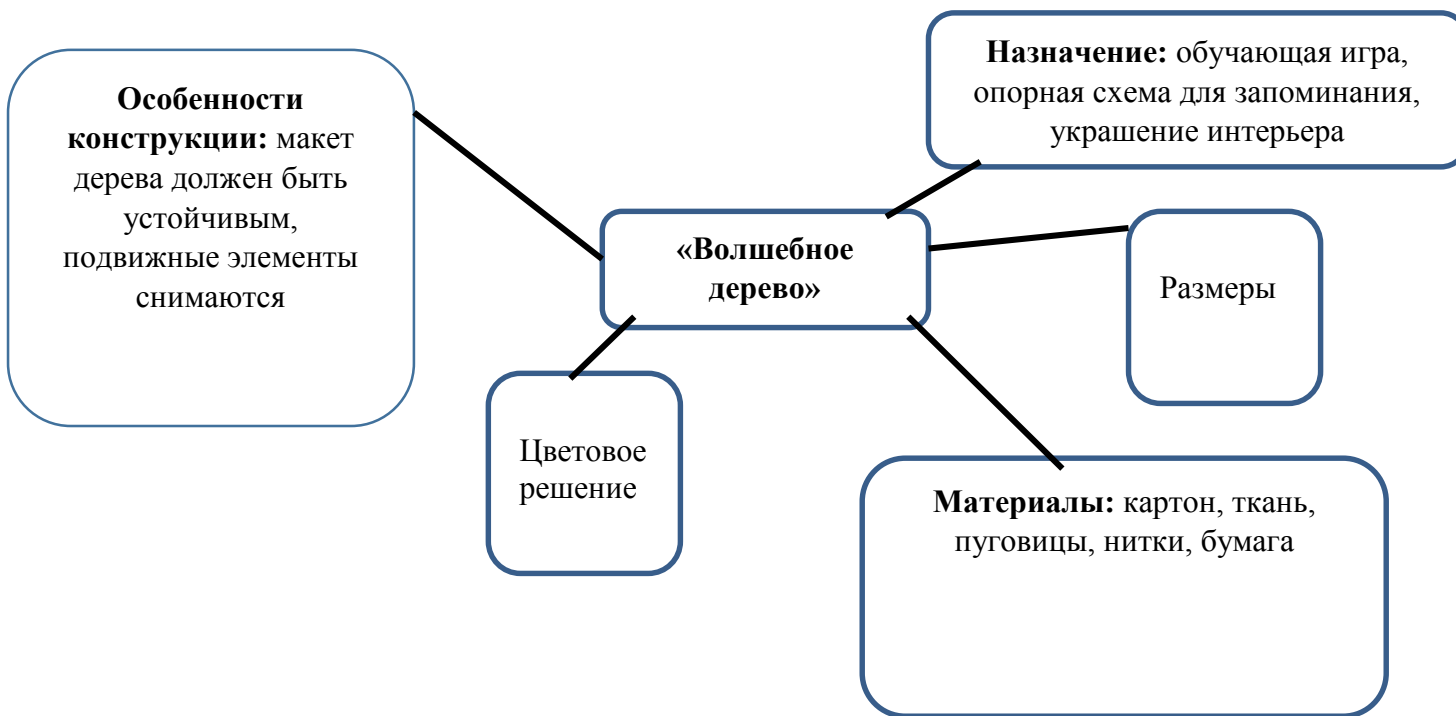 Особенности
конструкции: макет
дерева должен быть
устойчивым,
подвижные элементы
снимаются
Назначение: обучающая игра,
опорная схема для запоминания,
украшение интерьера
«Волшебное
дерево»
Размеры
Цветовое
решение
Материалы: картон, ткань,
пуговицы, нитки, бумага